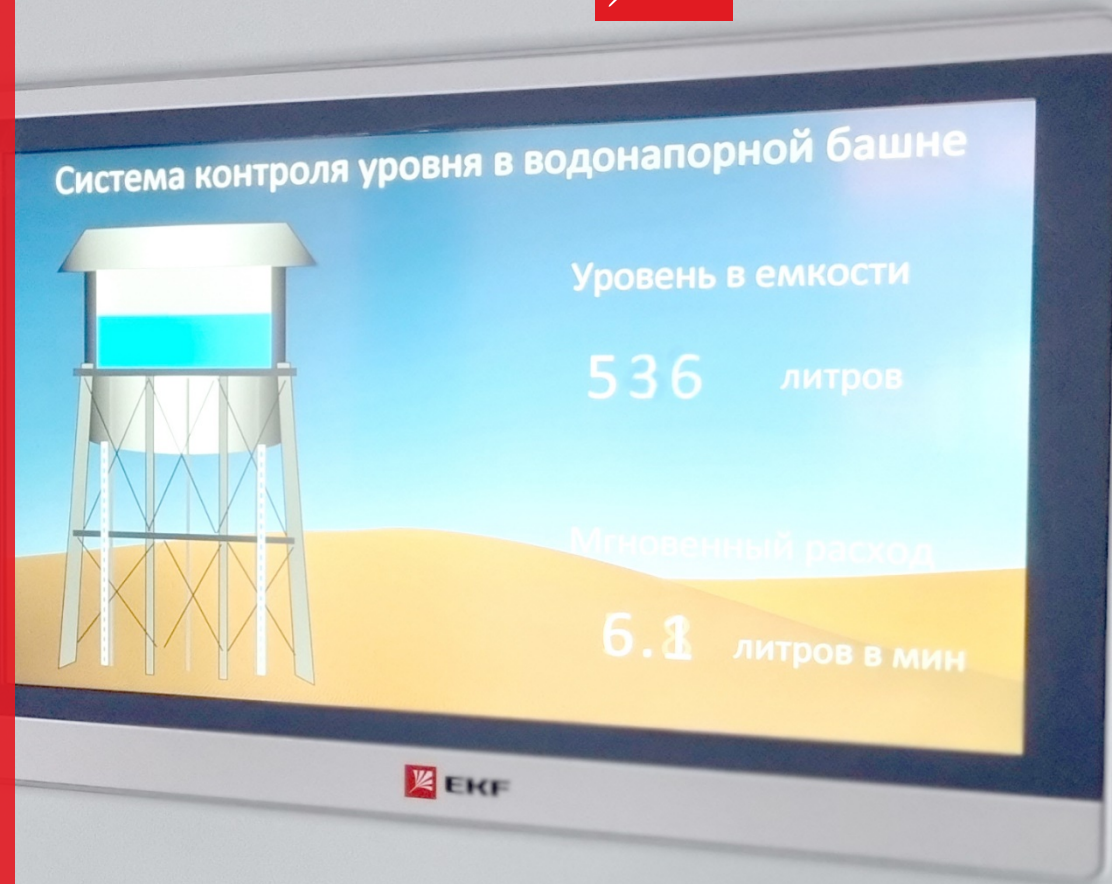 Система контроля уровня в водонапорной башне
Уровень в емкости
536 литров
Мгновенный расход
литров в мин
EKF